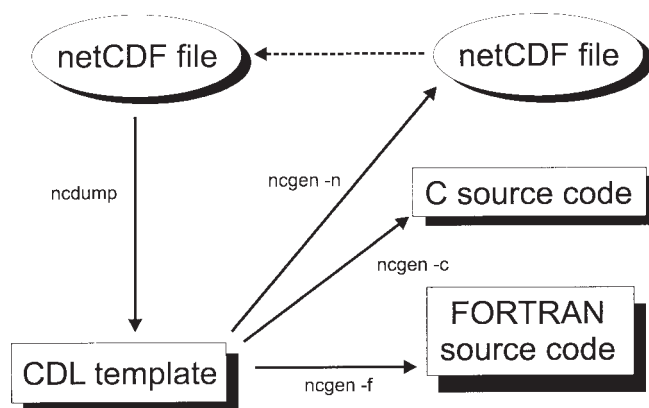 netCDF file
netCDF file
ncdump
ncgen -n
C source code
ncgen -c
FORTRAN
source code
CDL template
ncgen -f